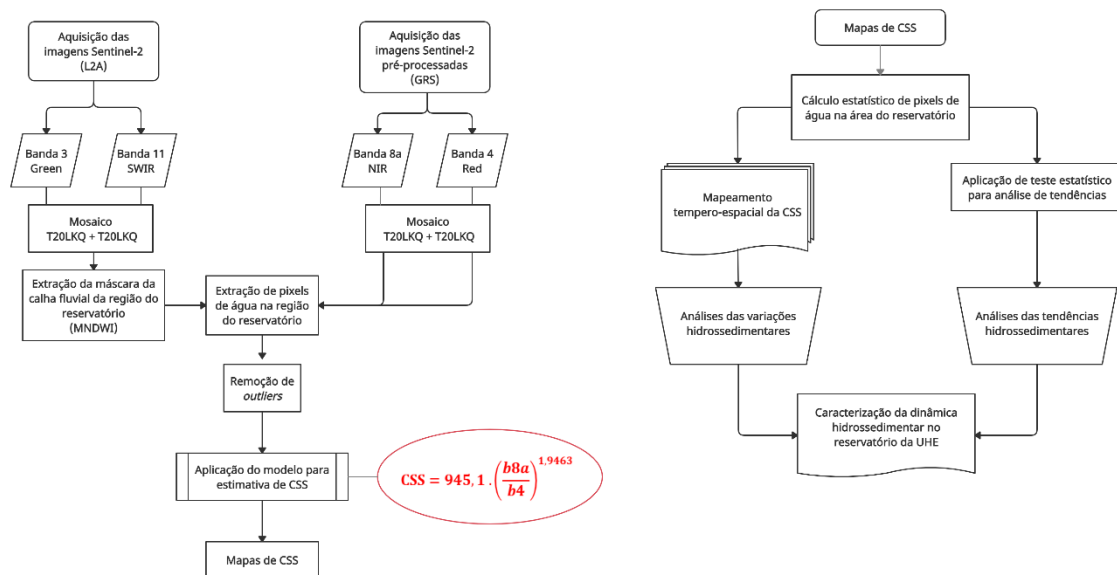 Aquisição das
imagens Sentinel-2
(L2A)
Banda 3
Green
Banda 11
SWIR
Mosaico
T20LKQ + T20LKQ
Extração da máscara da
calha fluvial da região do
reservatório
(MNDWI)
Aquisição das
imagens Sentinel-2
pré-processadas
(GRS)
Banda 8a
NIR
Banda 4
Red
Mosaico
T20LKQ + T20LKQ
Extração de pixels
de água na região
do reservatório
Remoção de
outliers
Aplicação do modelo para
estimativa de CSS
CSS = 945,1 . (b8a/b4)^1,9463
Mapas de CSS
Mapas de CSS
Cálculo estatístico de pixels de
água na área do reservatório
Mapeamento
tempero-espacial da CSS
Análises das variações
hidrossedimentares
Aplicação de teste estatístico
para análise de tendências
Análises das tendências
hidrossedimentares
Caracterização da dinâmica
hidrossedimentar no
reservatório da UHE